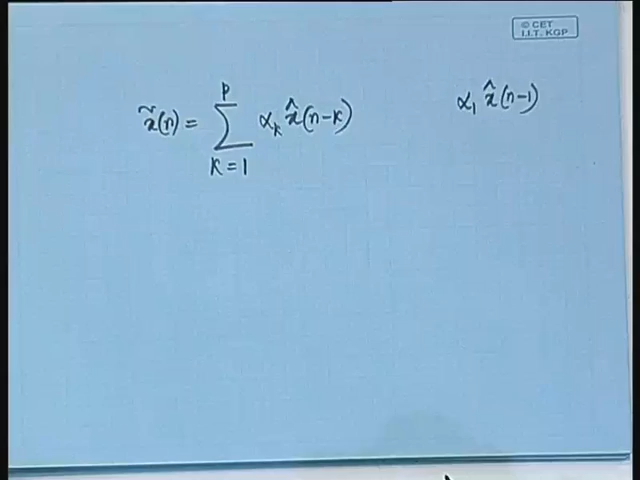 © CET
I.I.T. KGP
x̃(n) = ∑_{k=1}^{p} α_k x̂(n-k)
α_1 x̂(n-1)